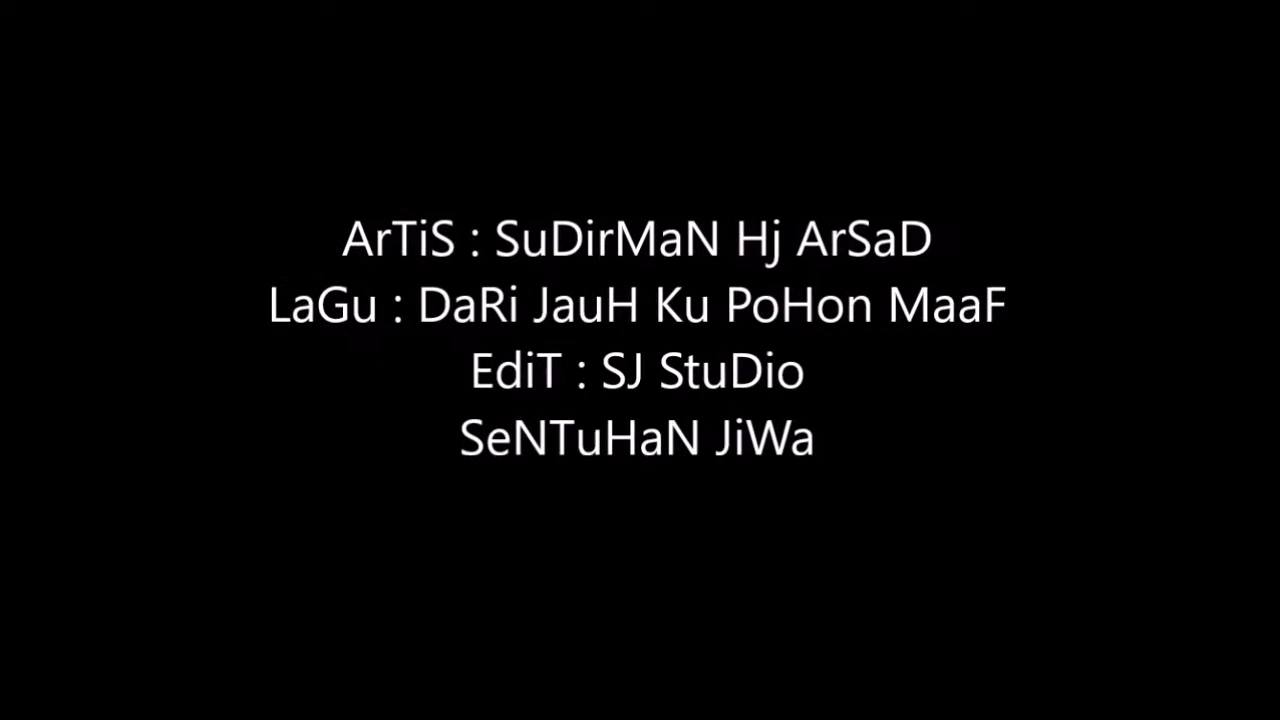 ArTiS : SuDirMaN Hj ArSaD
LaGu : DaRi JauH Ku PoHon MaaF
EdiT : SJ StuDio
SeNTuHaN JiWa